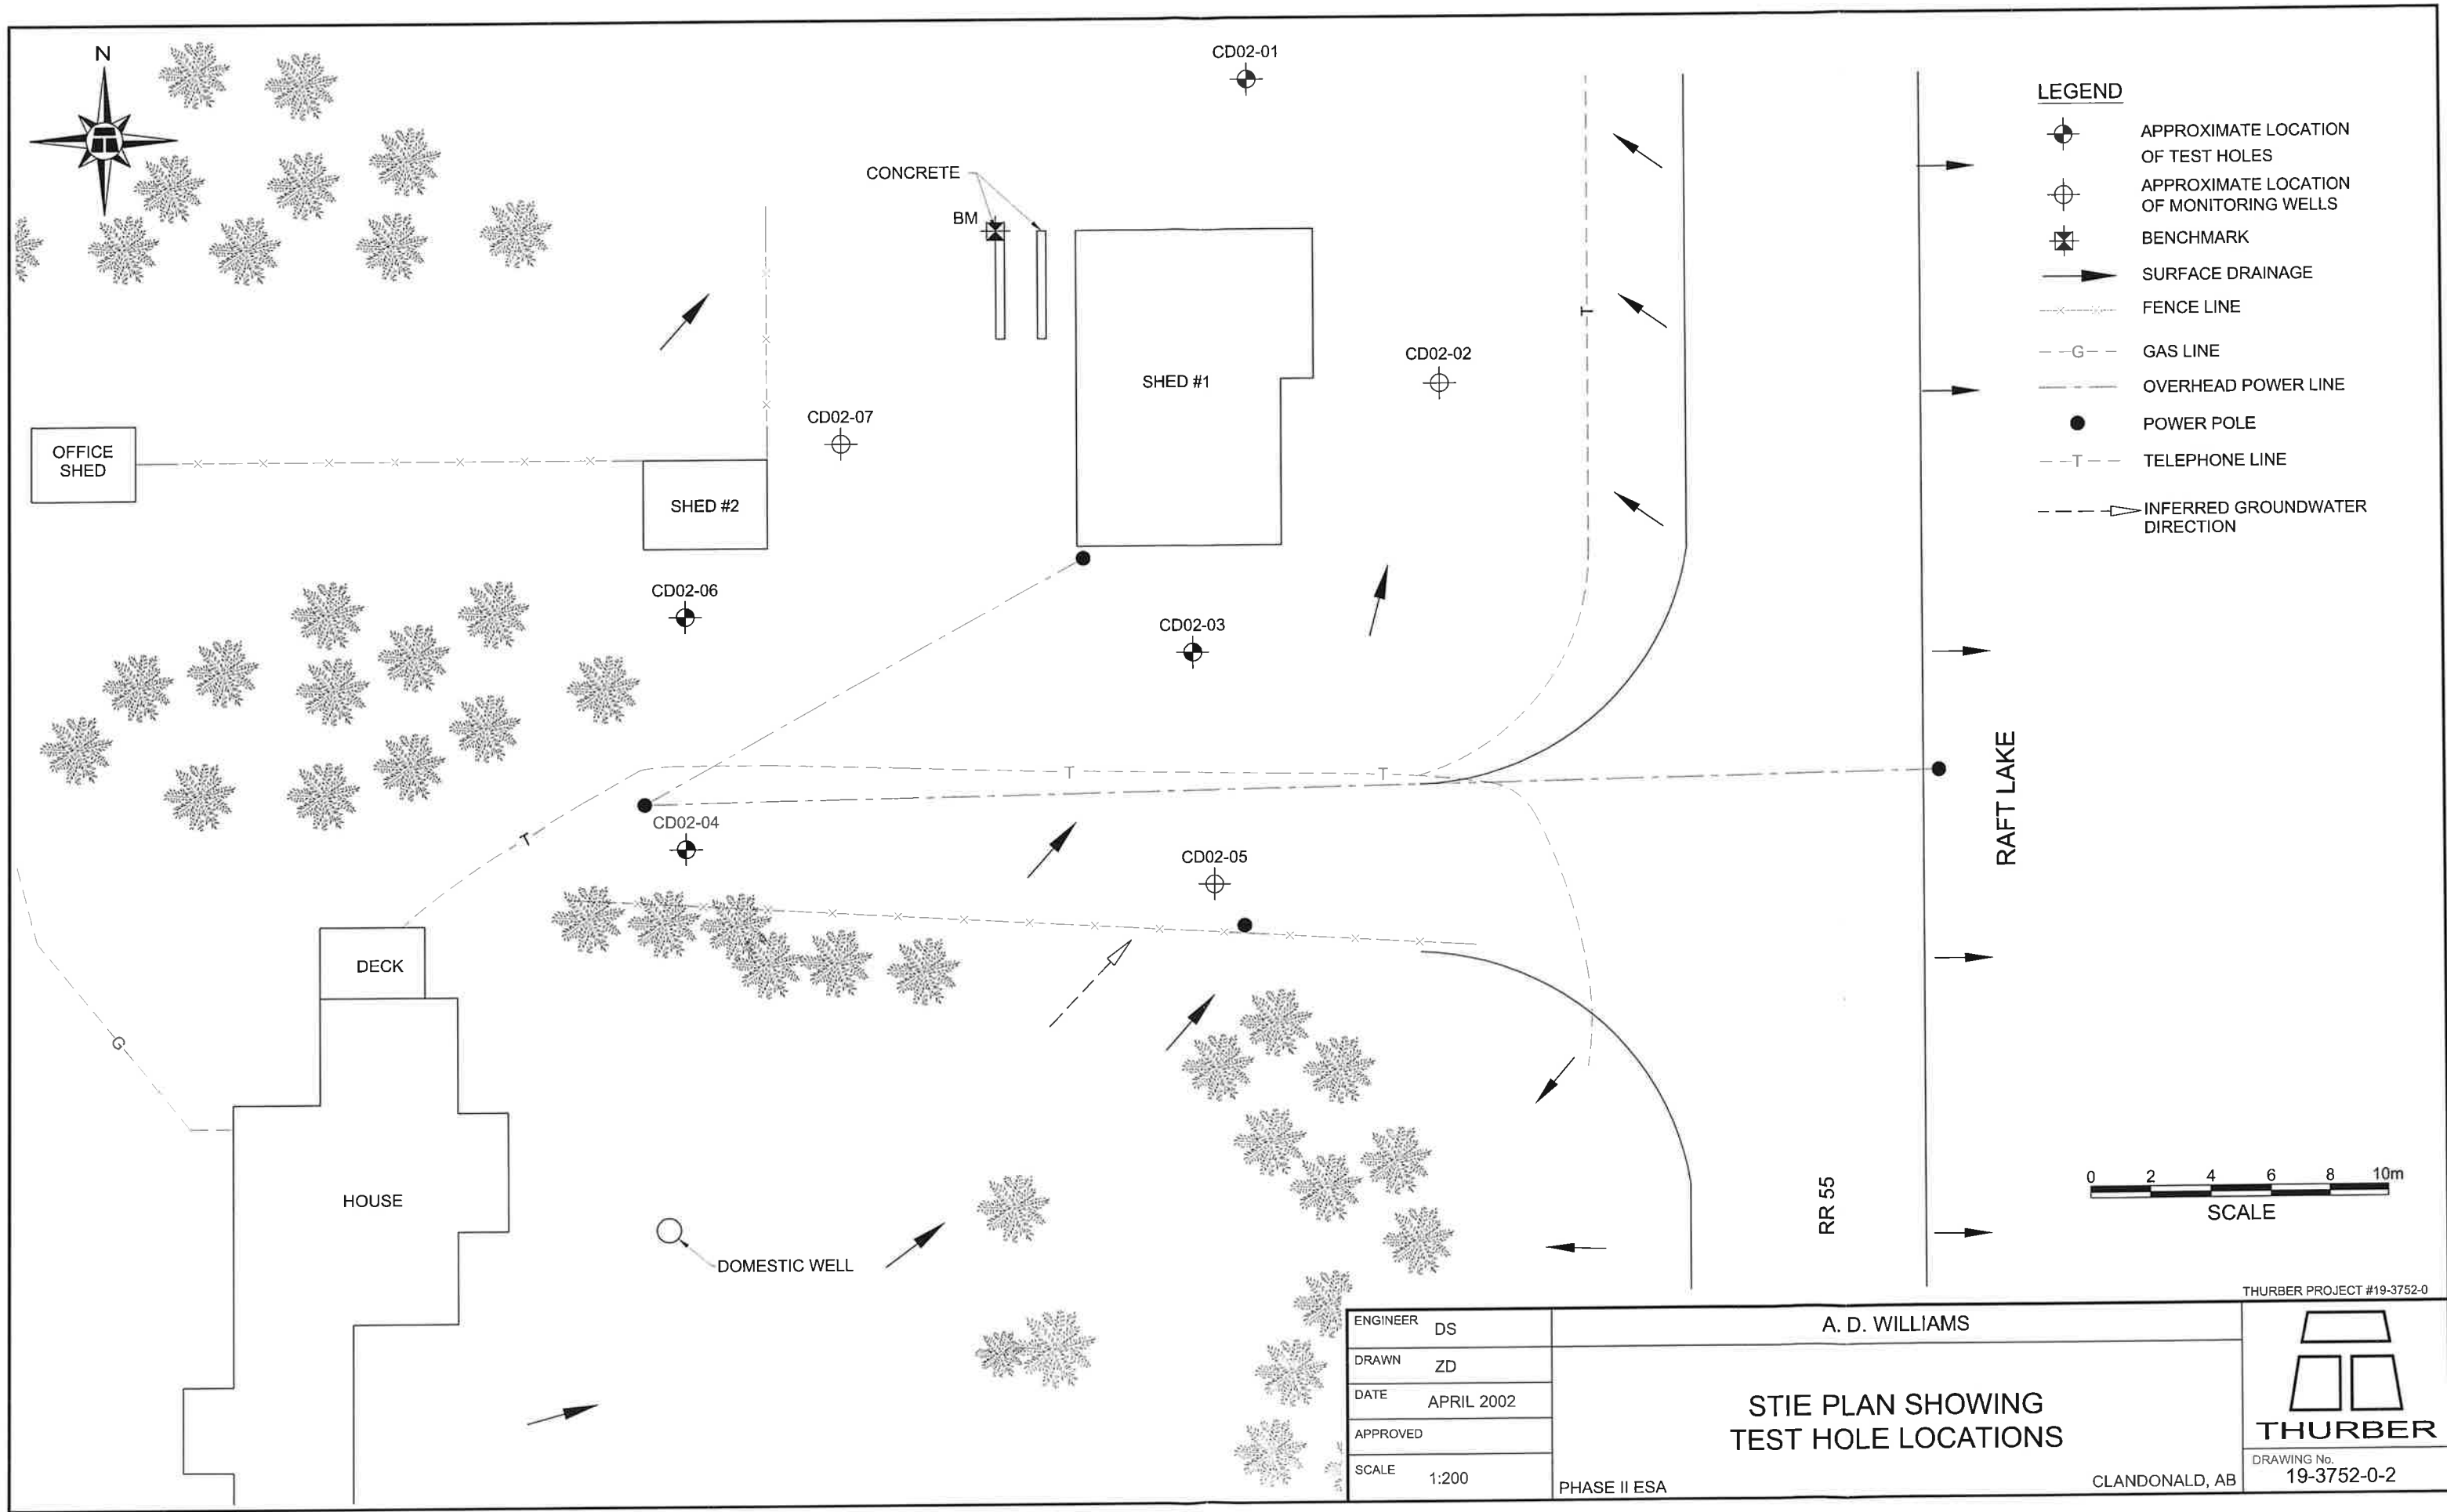 N
CD02-01
LEGEND
APPROXIMATE LOCATION
OF TEST HOLES
CONCRETE
APPROXIMATE LOCATION
OF MONITORING WELLS
BM
BENCHMARK
SURFACE DRAINAGE
FENCE LINE
T
G
GAS LINE
CD02-02
SHED #1
OVERHEAD POWER LINE
CD02-07
POWER POLE
OFFICE
SHED
T
TELEPHONE LINE
SHED #2
INFERRED GROUNDWATER
DIRECTION
CD02-06
CD02-03
RAFT LAKE
T
T
T
CD02-04
CD02-05
DECK
G
HOUSE
RR 55
0 2 4 6 8 10m
SCALE
DOMESTIC WELL
THURBER PROJECT #19-3752-0
ENGINEER DS
A. D. WILLIAMS
DRAWN ZD
DATE APRIL 2002
STIE PLAN SHOWING
TEST HOLE LOCATIONS
APPROVED
THURBER
SCALE 1:200
PHASE II ESA
CLANDONALD, AB
DRAWING No.
19-3752-0-2